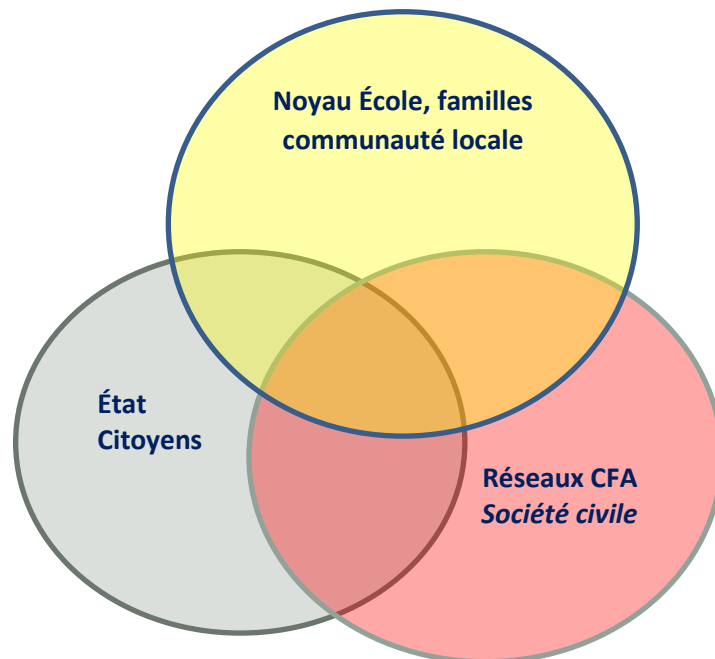 Noyau École, familles
communauté locale
État
Citoyens
Réseaux CFA
Société civile